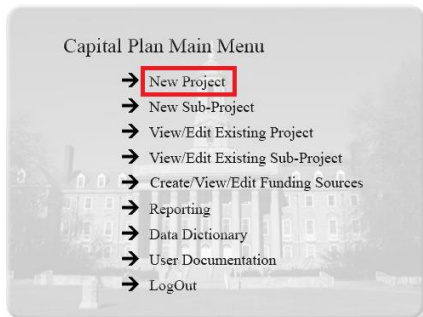 Capital Plan Main Menu
→ New Project
→ New Sub-Project
→ View/Edit Existing Project
→ View/Edit Existing Sub-Project
→ Create/View/Edit Funding Sources
→ Reporting
→ Data Dictionary
→ User Documentation
→ LogOut